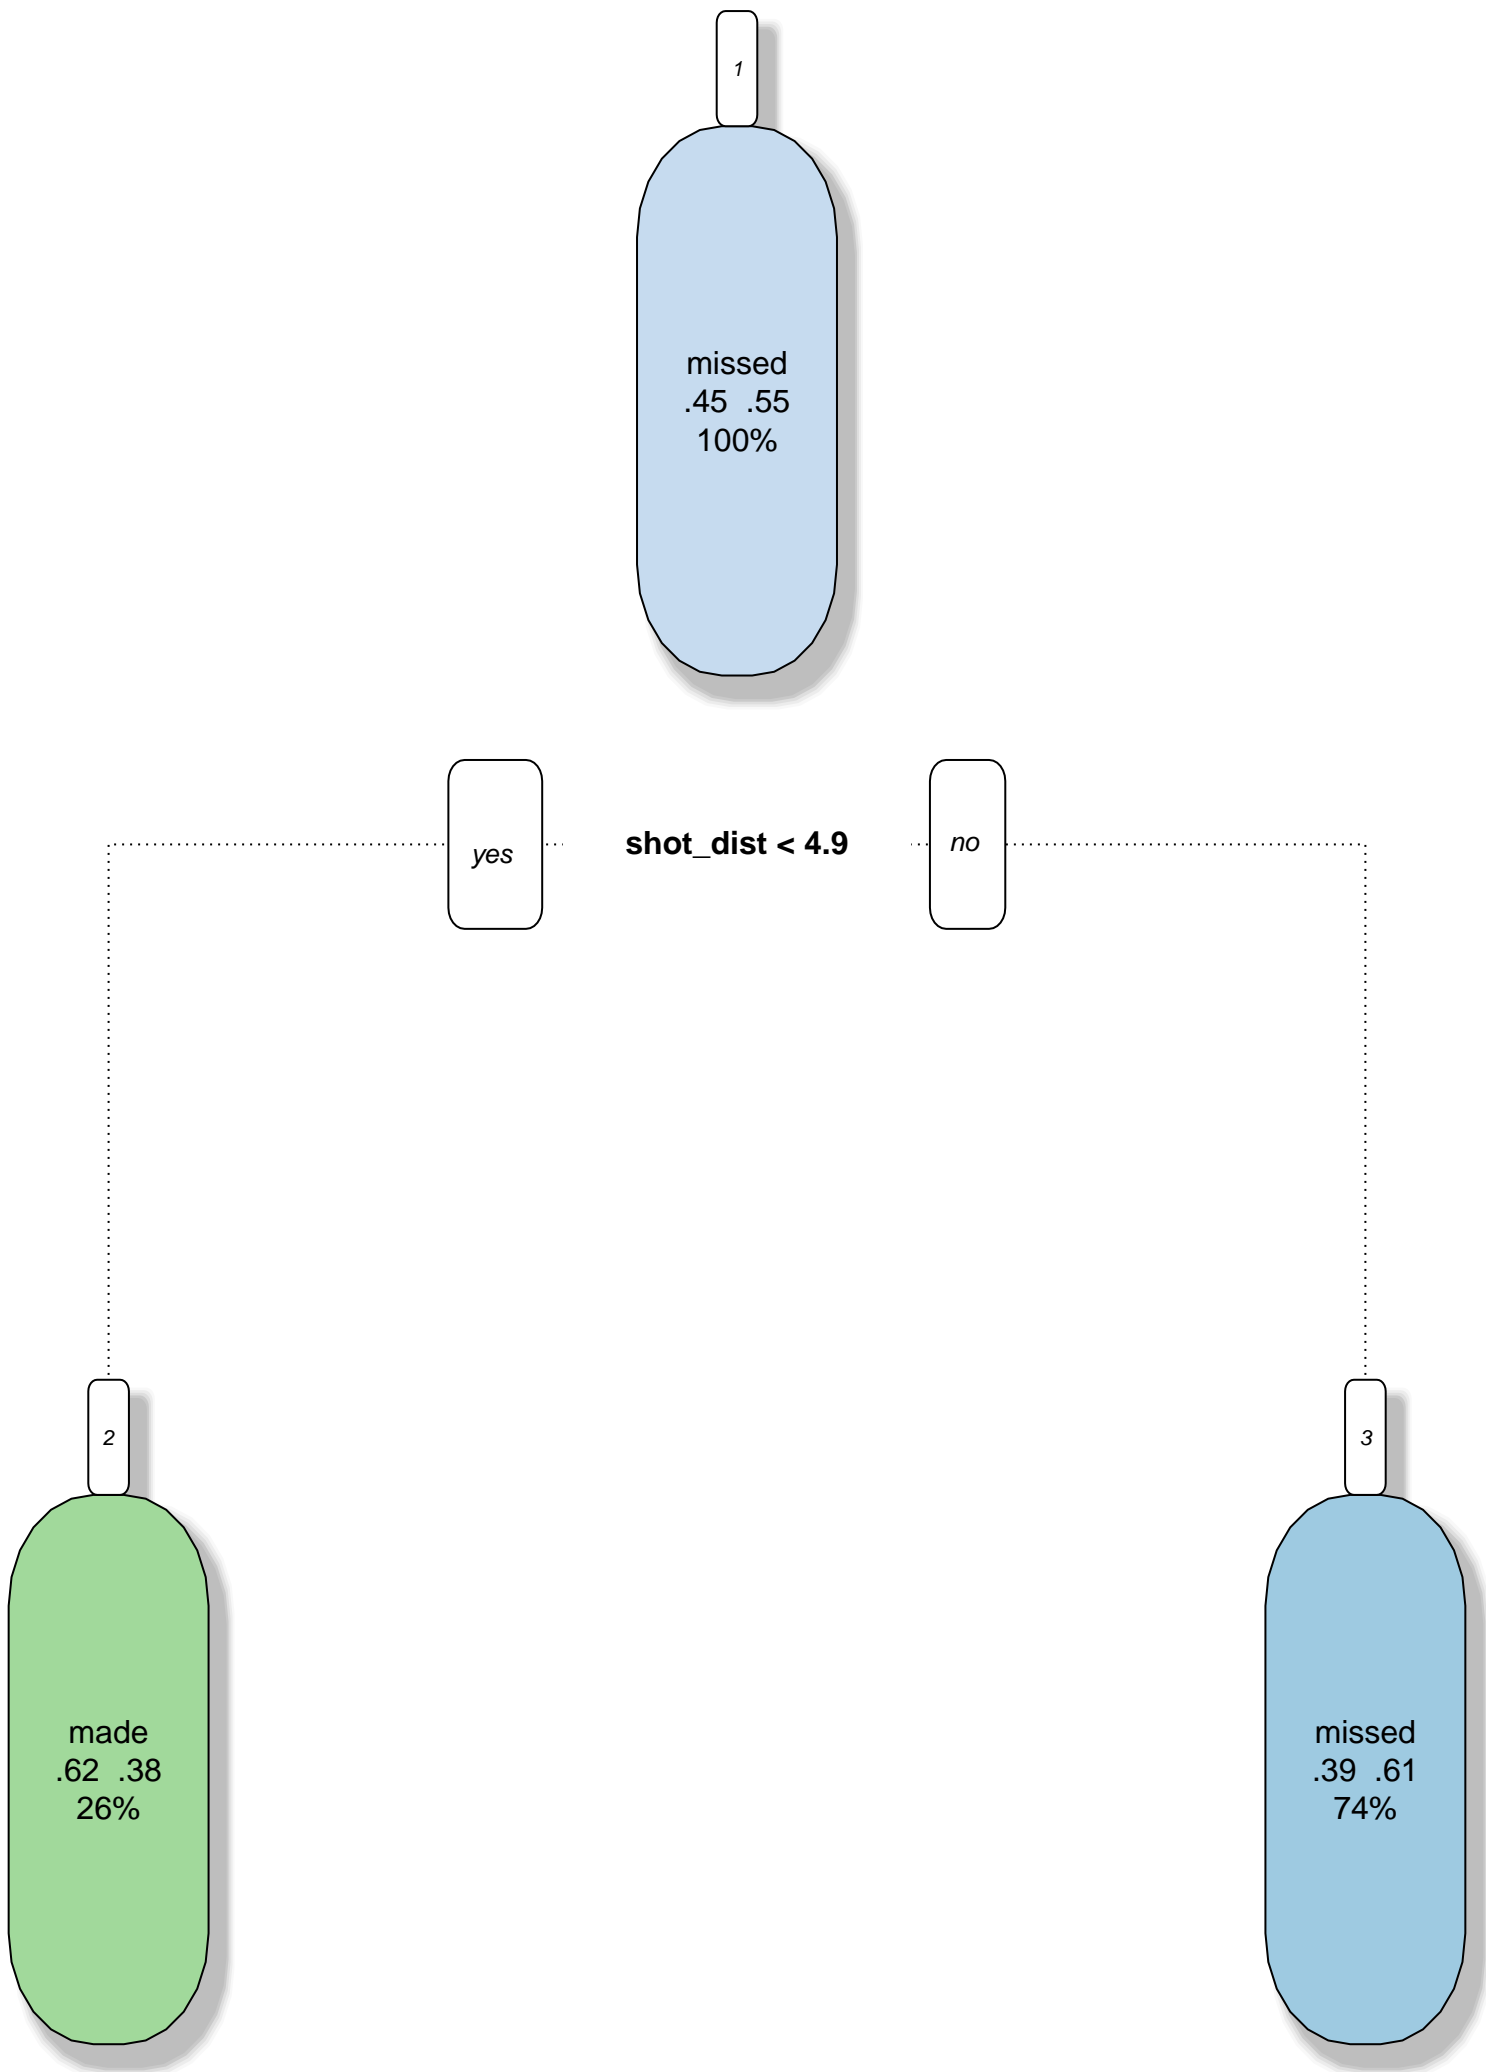 1
missed
.45 .55
100%
yes
shot_dist < 4.9
no
2
made
.62 .38
26%
3
missed
.39 .61
74%